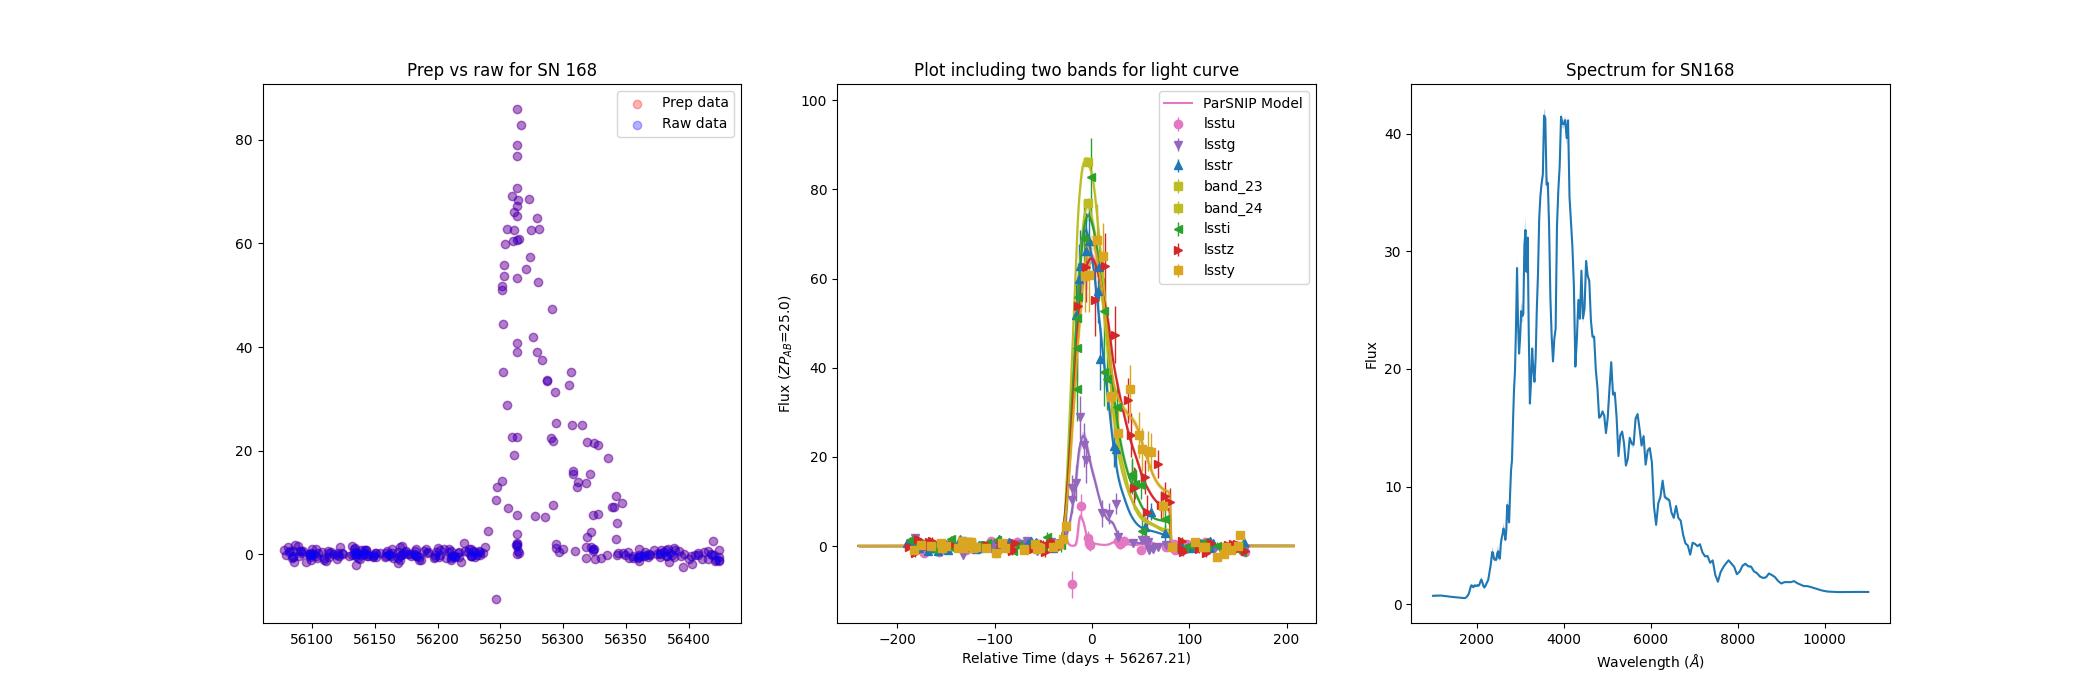 Prep vs raw for SN 168
Prep data
Raw data
80
60
40
20
0
56100 56150 56200 56250 56300 56350 56400
Plot including two bands for light curve
ParSNIP Model
lsstu
lsstg
lsstr
band_23
band_24
lssti
lsstz
lssty
100
80
60
40
20
0
Flux (ZP_AB=25.0)
−200 −100 0 100 200
Relative Time (days + 56267.21)
Spectrum for SN168
40
30
20
10
0
Flux
2000 4000 6000 8000 10000
Wavelength (Å)